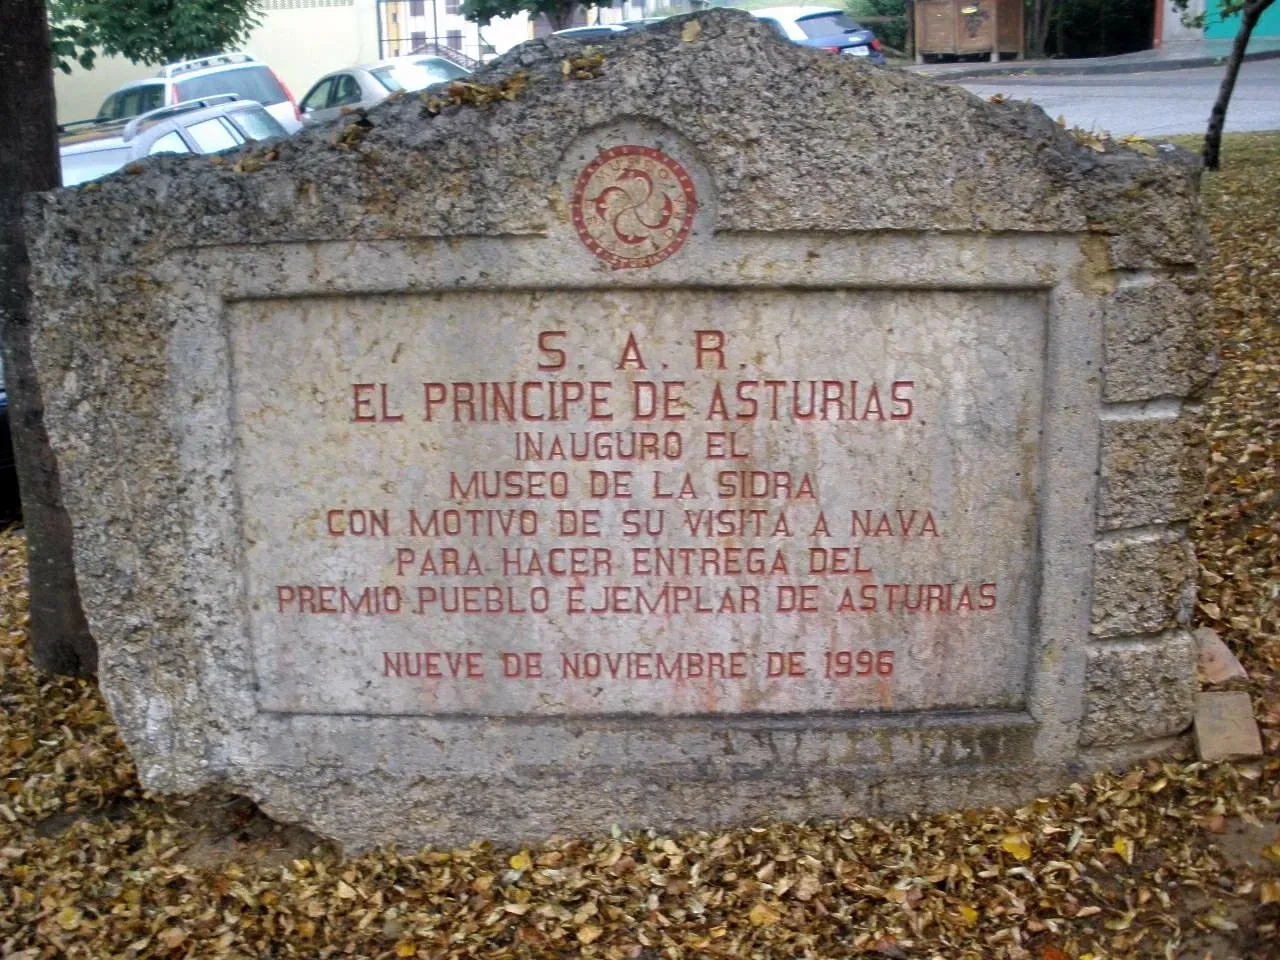 S. A. R.
EL PRINCIPE DE ASTURIAS
INAUGURO EL
MUSEO DE LA SIDRA
CON MOTIVO DE SU VISITA A NAVA
PARA HACER ENTREGA DEL
PREMIO PUEBLO EJEMPLAR DE ASTURIAS
NUEVE DE NOVIEMBRE DE 1996